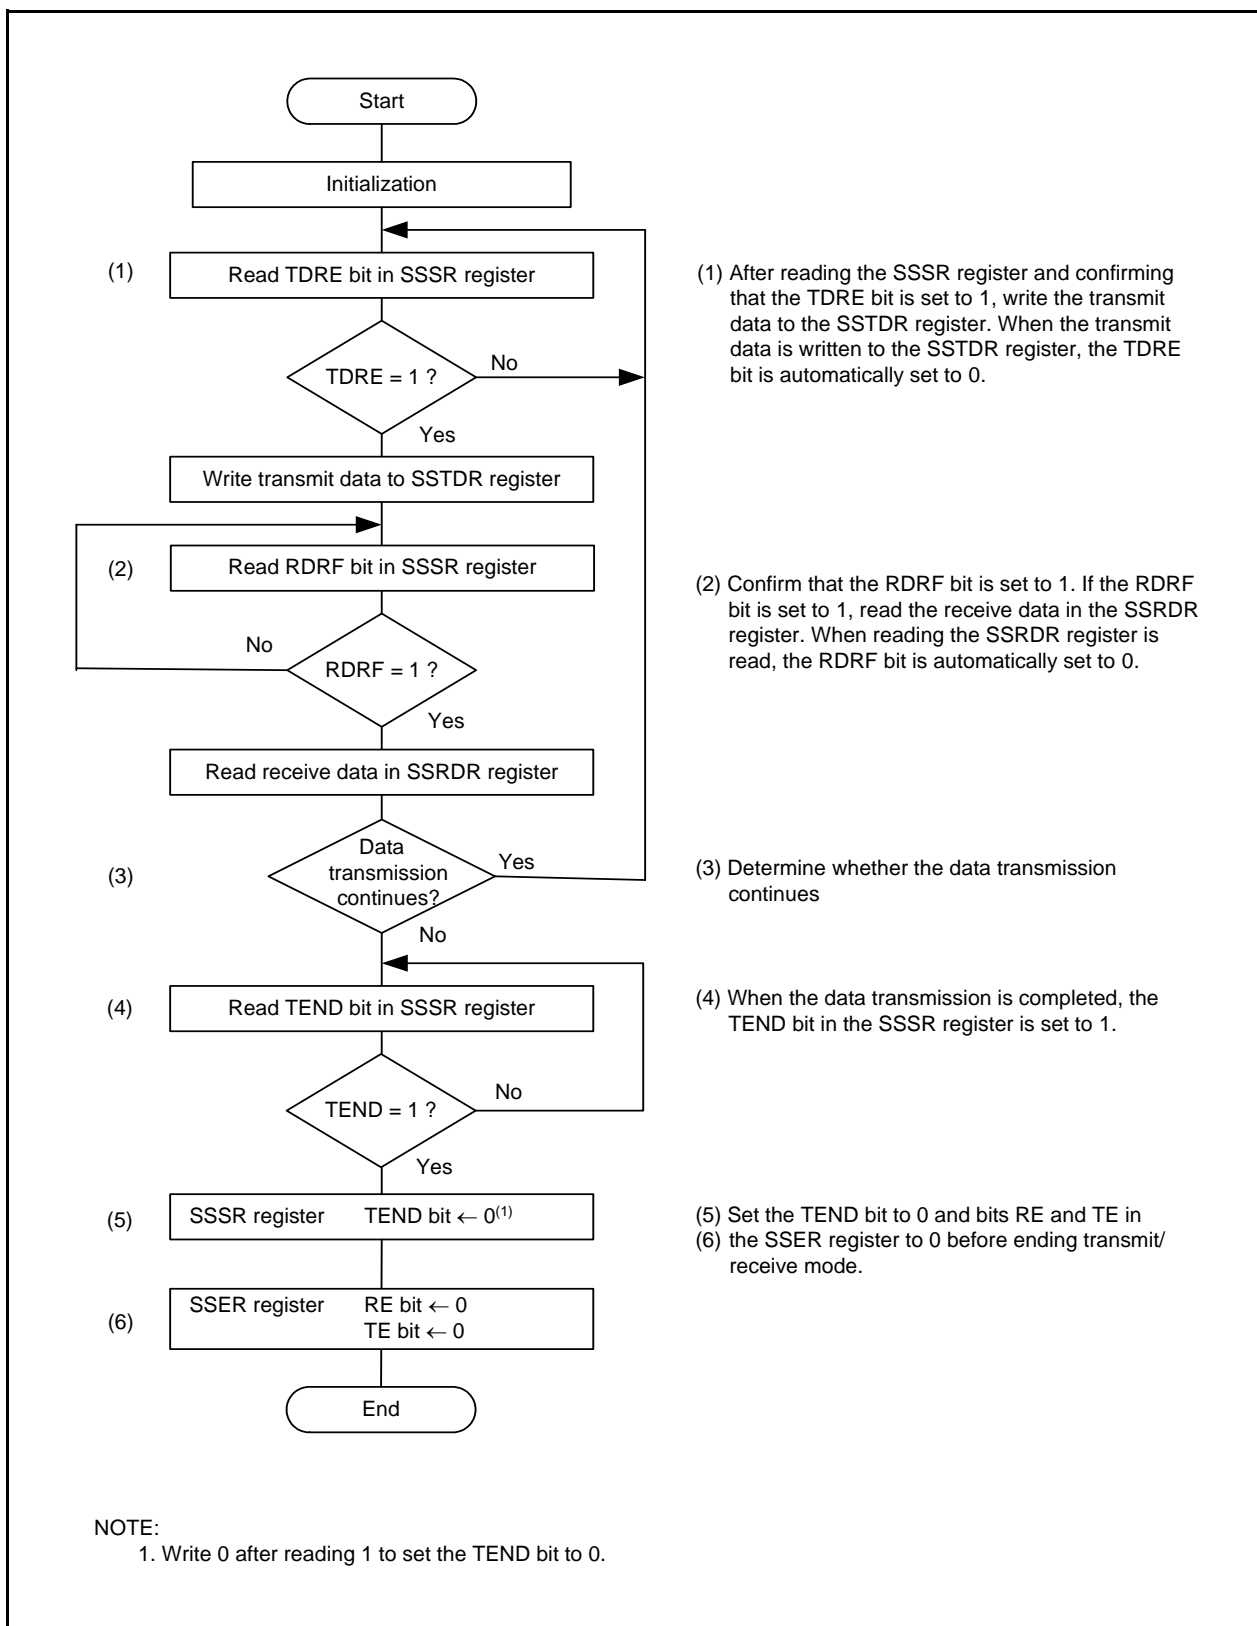 Start
Initialization
(1)
Read TDRE bit in SSSR register
(1) After reading the SSSR register and confirming
that the TDRE bit is set to 1, write the transmit
data to the SSTDR register. When the transmit
data is written to the SSTDR register, the TDRE
bit is automatically set to 0.
TDRE = 1 ?
No
Yes
Write transmit data to SSTDR register
(2)
Read RDRF bit in SSSR register
(2) Confirm that the RDRF bit is set to 1. If the RDRF
bit is set to 1, read the receive data in the SSRDR
register. When reading the SSRDR register is
read, the RDRF bit is automatically set to 0.
No
RDRF = 1 ?
Yes
Read receive data in SSRDR register
(3)
Data
transmission
continues?
Yes
(3) Determine whether the data transmission
continues
No
(4)
Read TEND bit in SSSR register
(4) When the data transmission is completed, the
TEND bit in the SSSR register is set to 1.
TEND = 1 ?
No
Yes
(5)
SSSR register TEND bit ← 0(1)
(5) Set the TEND bit to 0 and bits RE and TE in
(6) the SSER register to 0 before ending transmit/
receive mode.
(6)
SSER register RE bit ← 0
TE bit ← 0
End
NOTE:
1. Write 0 after reading 1 to set the TEND bit to 0.